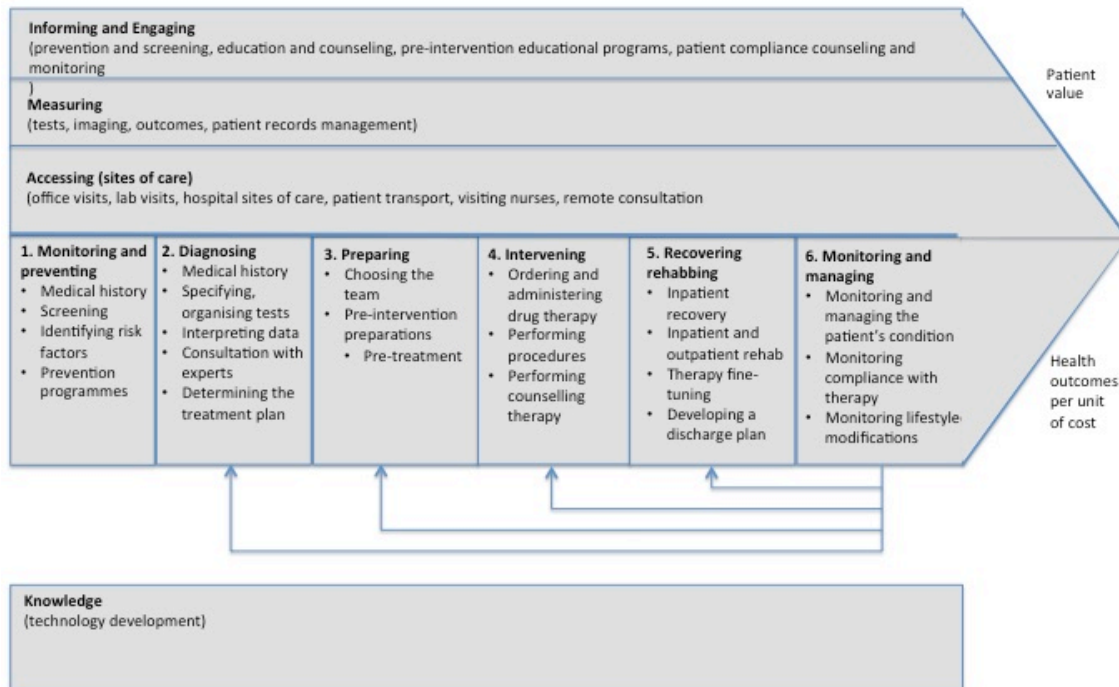 Informing and Engaging
(prevention and screening, education and counseling, pre-intervention educational programs, patient compliance counseling and
monitoring
)
Measuring
(tests, imaging, outcomes, patient records management)
Accessing (sites of care)
(office visits, lab visits, hospital sites of care, patient transport, visiting nurses, remote consultation
Patient
value
1. Monitoring and
preventing
• Medical history
• Screening
• Identifying risk
factors
• Prevention
programmes
2. Diagnosing
• Medical history
• Specifying,
organising tests
• Interpreting data
• Consultation with
experts
• Determining the
treatment plan
3. Preparing
• Choosing the
team
• Pre-intervention
preparations
• Pre-treatment
4. Intervening
• Ordering and
administering
drug therapy
• Performing
procedures
• Performing
counselling
therapy
5. Recovering
rehabbing
• Inpatient
recovery
• Inpatient and
outpatient rehab
• Therapy fine-
tuning
• Developing a
discharge plan
6. Monitoring and
managing
• Monitoring and
managing the
patient's condition
• Monitoring
compliance with
therapy
• Monitoring lifestyle
modifications
Health
outcomes
per unit
of cost
Knowledge
(technology development)